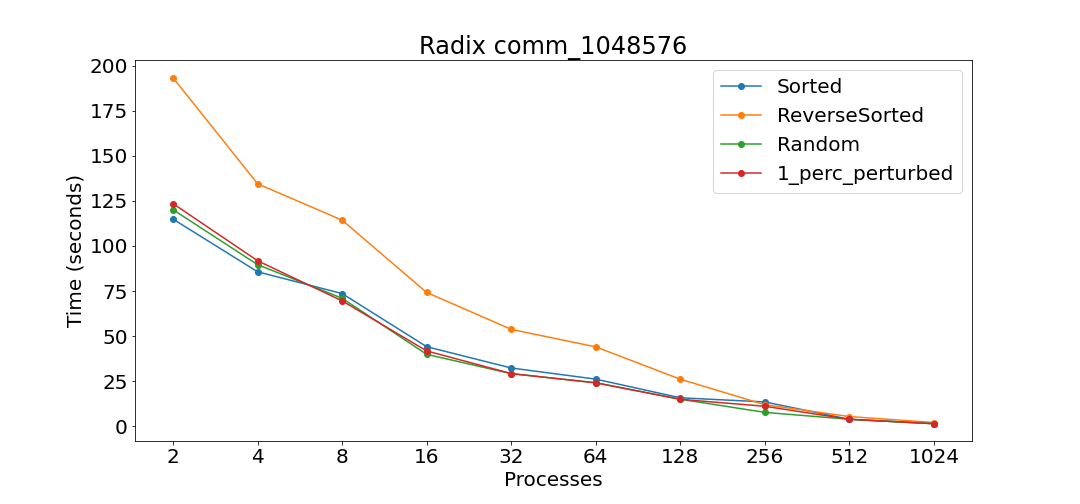 Radix comm_1048576
200
175
150
125
100
75
50
25
0
Time (seconds)
Sorted
ReverseSorted
Random
1_perc_perturbed
2 4 8 16 32 64 128 256 512 1024
Processes